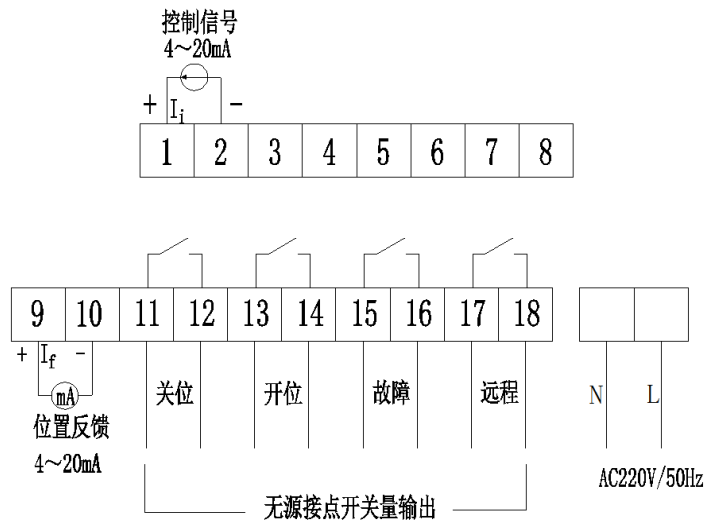 控制信号
4～20mA
+ Ii -
1 2 3 4 5 6 7 8
9 10 11 12 13 14 15 16 17 18
+ If -
mA
关位 开位 故障 远程 N L
位置反馈
4～20mA
AC220V/50Hz
无源接点开关量输出